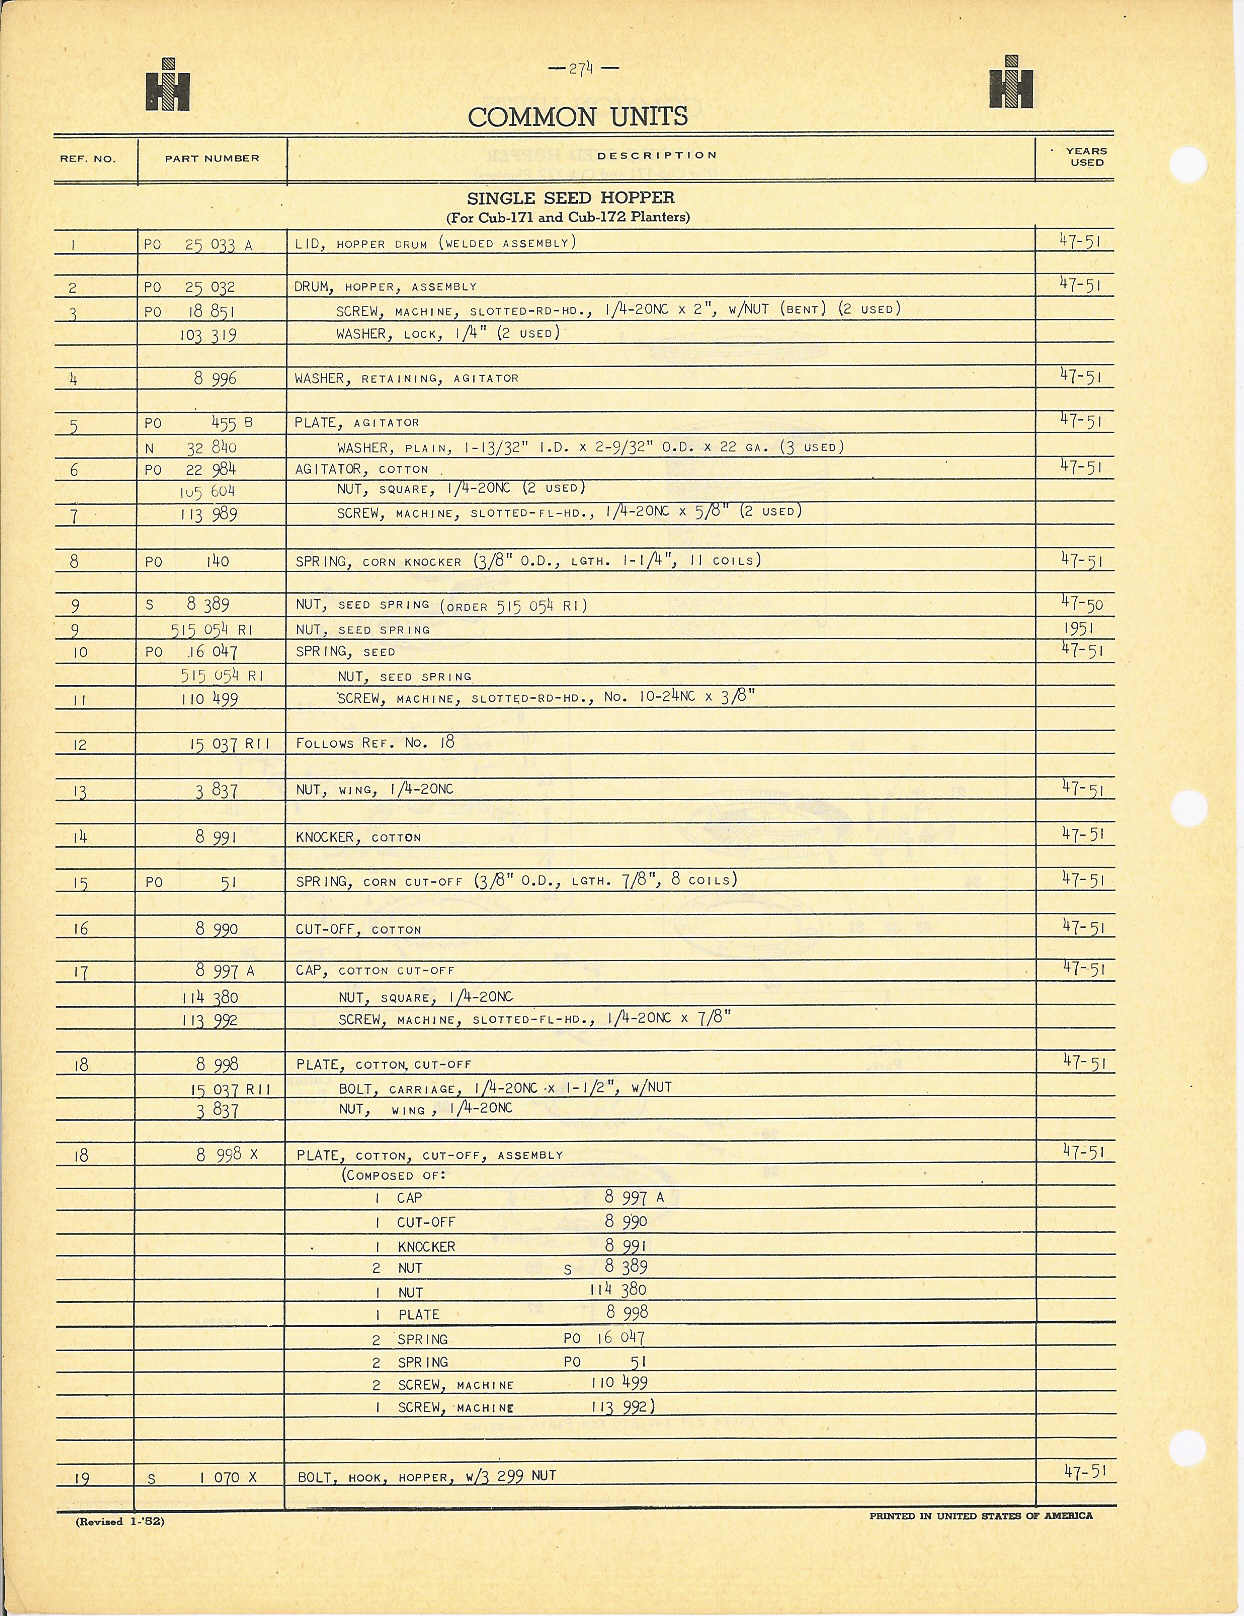 —274—
COMMON UNITS
REF. NO. PART NUMBER DESCRIPTION YEARS USED
SINGLE SEED HOPPER
(For Cub-171 and Cub-172 Planters)
1 PO 25 033 A LID, HOPPER DRUM (WELDED ASSEMBLY) 47-51
2 PO 25 032 DRUM, HOPPER, ASSEMBLY 47-51
3 PO 18 851 SCREW, MACHINE, SLOTTED-RD-HD., 1/4-20NC X 2", W/NUT (BENT) (2 USED)
103 319 WASHER, LOCK, 1/4" (2 USED)
4 8 996 WASHER, RETAINING, AGITATOR 47-51
5 PO 455 B PLATE, AGITATOR 47-51
N 32 840 WASHER, PLAIN, 1-13/32" I.D. X 2-9/32" O.D. X 22 GA. (3 USED)
6 PO 22 984 AGITATOR, COTTON 47-51
105 604 NUT, SQUARE, 1/4-20NC (2 USED)
7 113 989 SCREW, MACHINE, SLOTTED-FL-HD., 1/4-20NC X 5/8" (2 USED)
8 PO 140 SPRING, CORN KNOCKER (3/8" O.D., LGTH. 1-1/4", 11 COILS) 47-51
9 S 8 389 NUT, SEED SPRING (ORDER 515 054 R1) 47-50
9 515 054 R1 NUT, SEED SPRING 1951
10 PO 16 047 SPRING, SEED 47-51
515 054 R1 NUT, SEED SPRING
11 110 499 SCREW, MACHINE, SLOTTED-RD-HD., No. 10-24NC X 3/8"
12 15 037 R11 FOLLOWS REF. NO. 18
13 3 837 NUT, WING, 1/4-20NC 47-51
14 8 991 KNOCKER, COTTON 47-51
15 PO 51 SPRING, CORN CUT-OFF (3/8" O.D., LGTH. 7/8", 8 COILS) 47-51
16 8 990 CUT-OFF, COTTON 47-51
17 8 997 A CAP, COTTON CUT-OFF 47-51
114 380 NUT, SQUARE, 1/4-20NC
113 992 SCREW, MACHINE, SLOTTED-FL-HD., 1/4-20NC X 7/8"
18 8 998 PLATE, COTTON, CUT-OFF 47-51
15 037 R11 BOLT, CARRIAGE, 1/4-20NC X 1-1/2", W/NUT
3 837 NUT, WING, 1/4-20NC
18 8 998 X PLATE, COTTON, CUT-OFF, ASSEMBLY 47-51
(COMPOSED OF:
1 CAP 8 997 A
1 CUT-OFF 8 990
1 KNOCKER 8 991
2 NUT S 8 389
1 NUT 114 380
1 PLATE 8 998
2 SPRING PO 16 047
2 SPRING PO 51
2 SCREW, MACHINE 110 499
1 SCREW, MACHINE 113 992)
19 S 1 070 X BOLT, HOOK, HOPPER, W/3 299 NUT 47-51
(Revised 1-'52) PRINTED IN UNITED STATES OF AMERICA